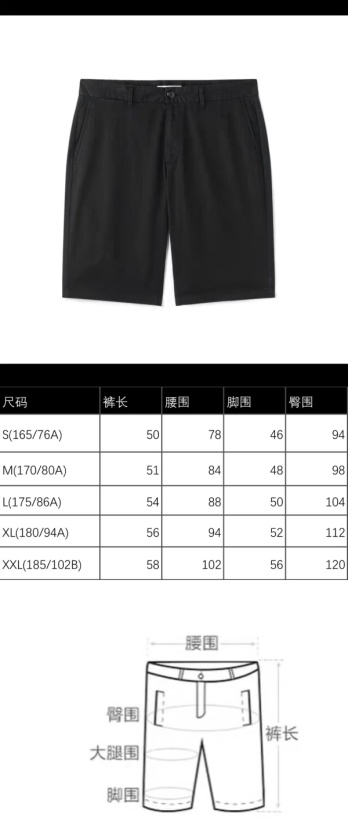 尺码 裤长 腰围 脚围 臀围
S(165/76A) 50 78 46 94
M(170/80A) 51 84 48 98
L(175/86A) 54 88 50 104
XL(180/94A) 56 94 52 112
XXL(185/102B) 58 102 56 120
腰围
臀围
裤长
大腿围
脚围